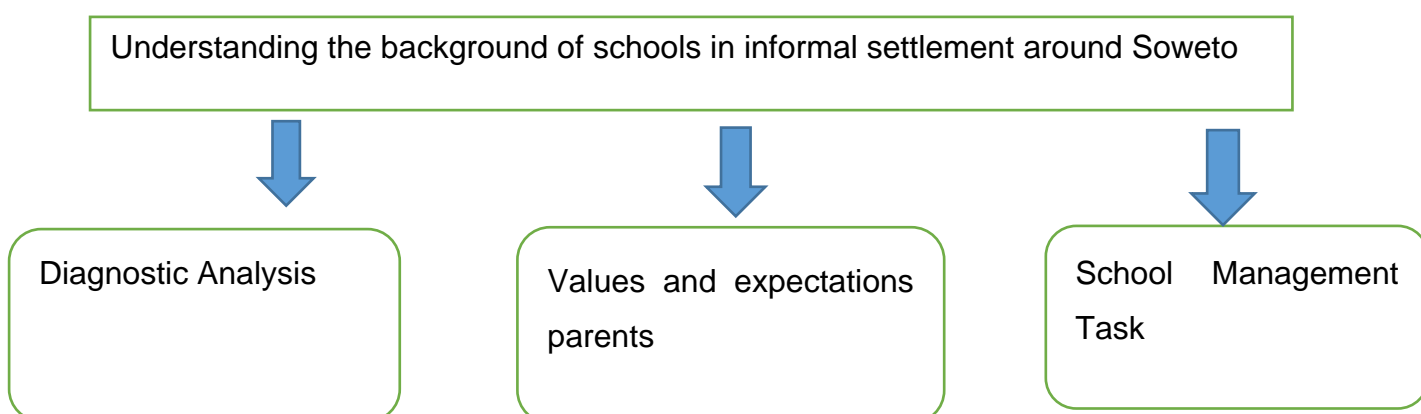 Understanding the background of schools in informal settlement around Soweto
Diagnostic Analysis
Values and expectations
parents
School Management
Task